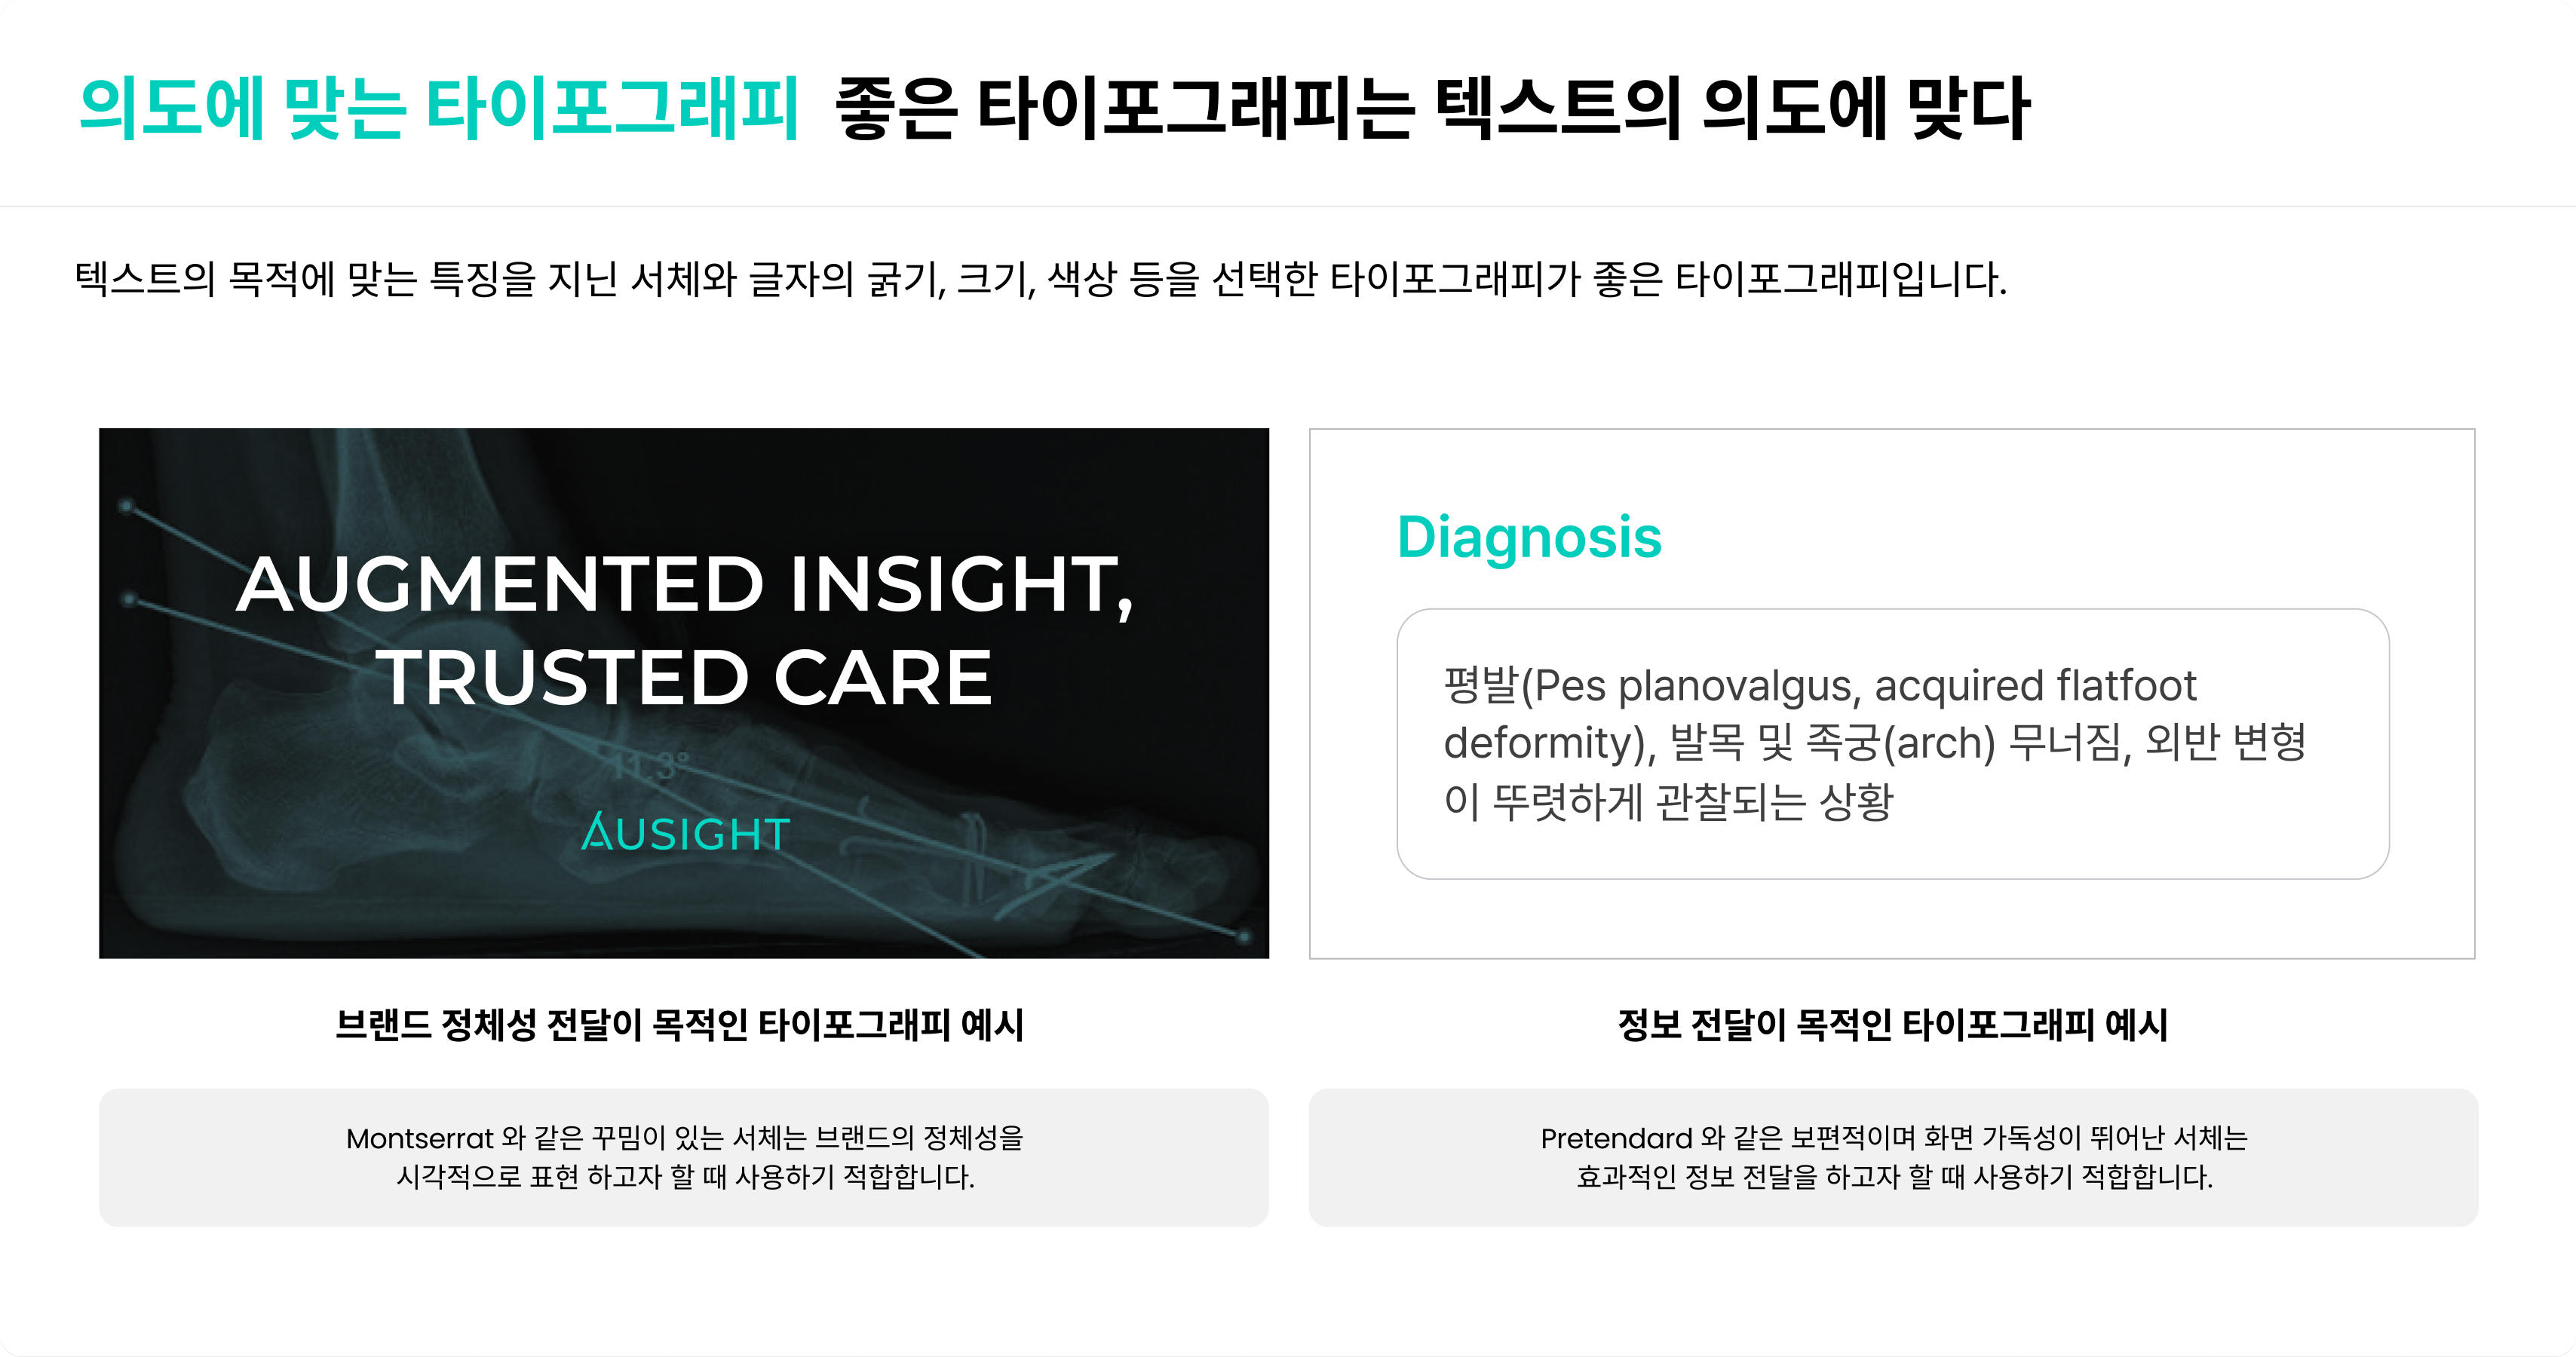 의도에 맞는 타이포그래피 좋은 타이포그래피는 텍스트의 의도에 맞다
텍스트의 목적에 맞는 특징을 지닌 서체와 글자의 굵기, 크기, 색상 등을 선택한 타이포그래피가 좋은 타이포그래피입니다.
AUGMENTED INSIGHT,
TRUSTED CARE
11.3°
AUSIGHT
브랜드 정체성 전달이 목적인 타이포그래피 예시
Montserrat 와 같은 꾸밈이 있는 서체는 브랜드의 정체성을
시각적으로 표현 하고자 할 때 사용하기 적합합니다.
Diagnosis
평발(Pes planovalgus, acquired flatfoot
deformity), 발목 및 족궁(arch) 무너짐, 외반 변형
이 뚜렷하게 관찰되는 상황
정보 전달이 목적인 타이포그래피 예시
Pretendard 와 같은 보편적이며 화면 가독성이 뛰어난 서체는
효과적인 정보 전달을 하고자 할 때 사용하기 적합합니다.